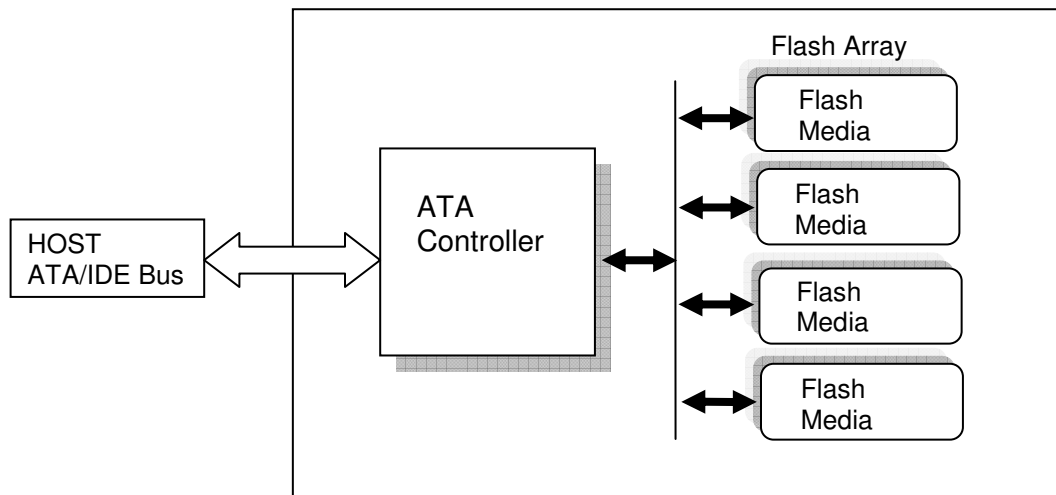 Flash Array
Flash
Media
ATA
Controller
Flash
Media
HOST
ATA/IDE Bus
Flash
Media
Flash
Media